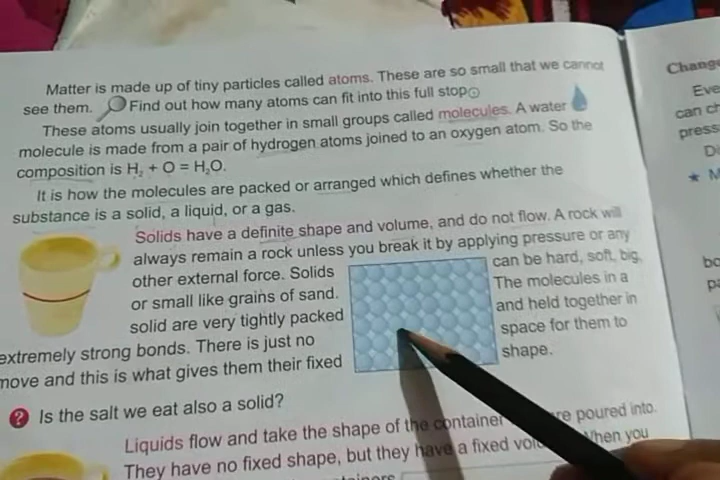 Matter is made up of tiny particles called atoms. These are so small that we cannot
see them. Find out how many atoms can fit into this full stop
These atoms usually join together in small groups called molecules. A water
molecule is made from a pair of hydrogen atoms joined to an oxygen atom. So the
composition is H₂ + O = H₂O.
It is how the molecules are packed or arranged which defines whether the
substance is a solid, a liquid, or a gas.
Solids have a definite shape and volume, and do not flow. A rock will
always remain a rock unless you break it by applying pressure or any
other external force. Solids can be hard, soft, big,
or small like grains of sand. The molecules in a
solid are very tightly packed and held together in
extremely strong bonds. There is just no space for them to
move and this is what gives them their fixed shape.
? Is the salt we eat also a solid?
Liquids flow and take the shape of the container are poured into.
They have no fixed shape, but they have a fixed When you
Change
Eve
can ch
press
★ M